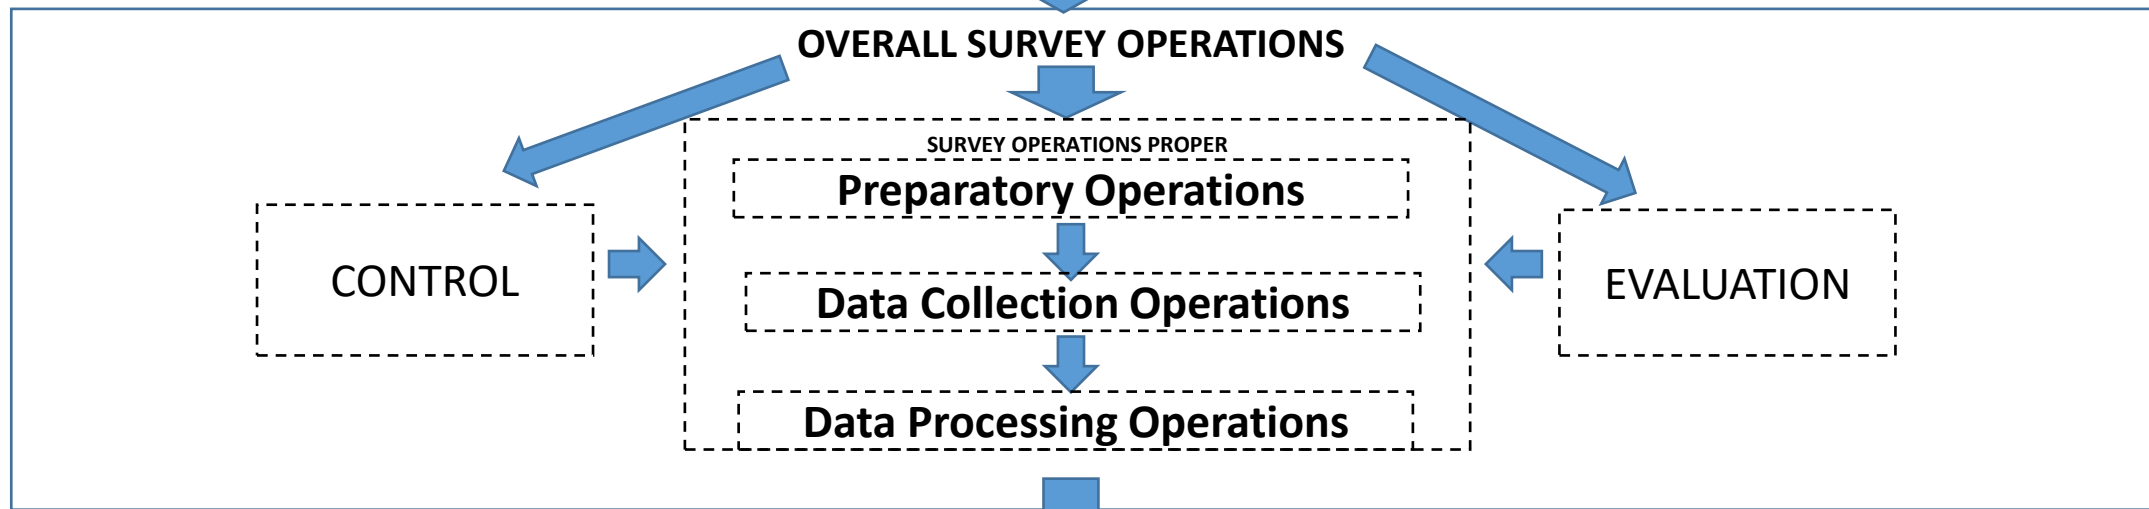 OVERALL SURVEY OPERATIONS
SURVEY OPERATIONS PROPER
Preparatory Operations
CONTROL
Data Collection Operations
EVALUATION
Data Processing Operations